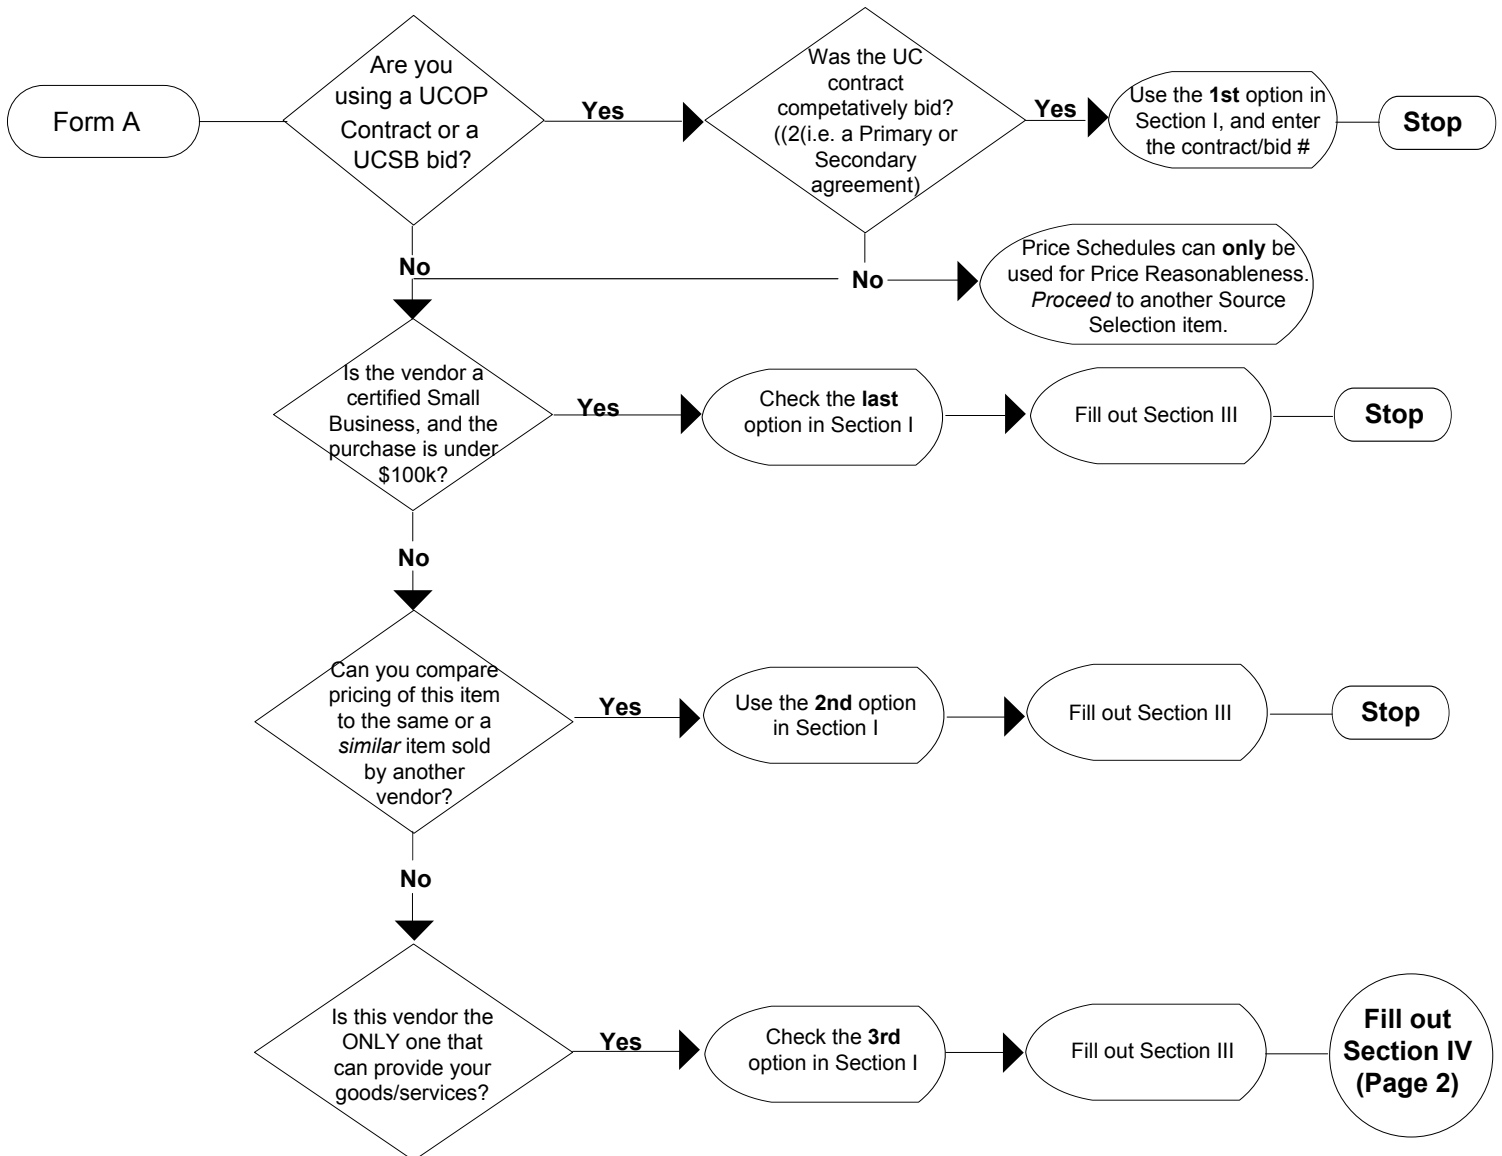 Form A
Are you
using a UCOP
Contract or a
UCSB bid?
Yes
Was the UC
contract
competatively bid?
((2(i.e. a Primary or
Secondary
agreement)
Yes
Use the 1st option in
Section I, and enter
the contract/bid #
Stop
No
No
Price Schedules can only be
used for Price Reasonableness.
Proceed to another Source
Selection item.
Is the vendor a
certified Small
Business, and the
purchase is under
$100k?
Yes
Check the last
option in Section I
Fill out Section III
Stop
No
Can you compare
pricing of this item
to the same or a
similar item sold
by another
vendor?
Yes
Use the 2nd option
in Section I
Fill out Section III
Stop
No
Is this vendor the
ONLY one that
can provide your
goods/services?
Yes
Check the 3rd
option in Section I
Fill out Section III
Fill out
Section IV
(Page 2)